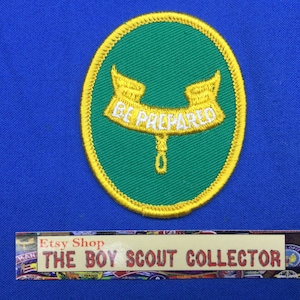 BE PREPARED
Etsy Shop
THE BOY SCOUT COLLECTOR